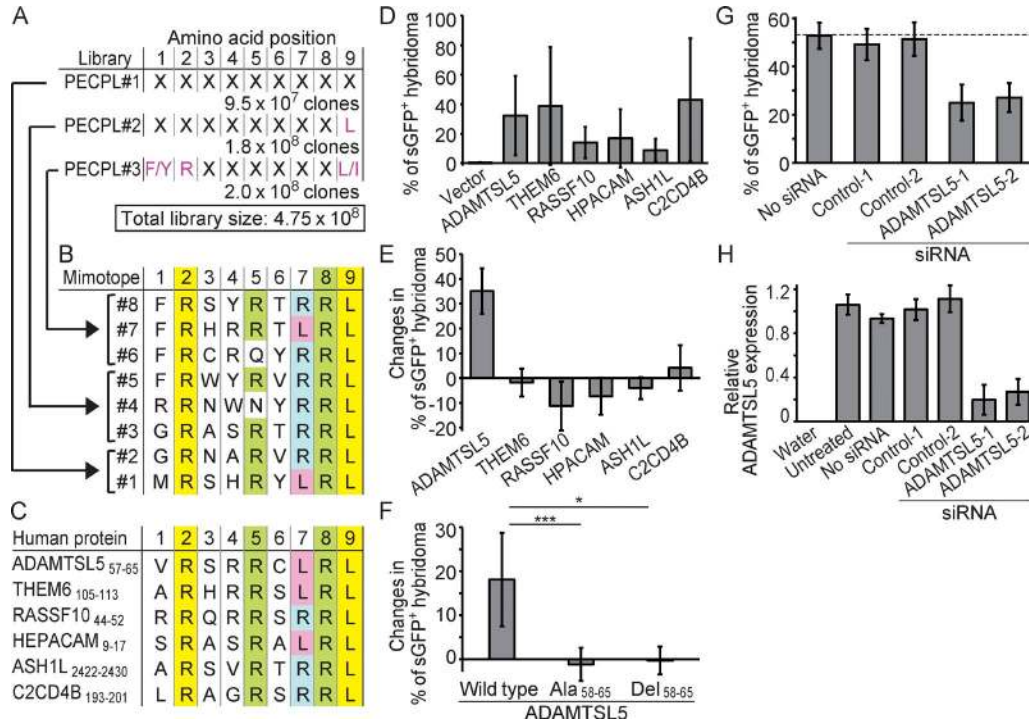 A
Amino acid position
Library 1 2 3 4 5 6 7 8 9
PECPL#1 X X X X X X X X X
9.5 x 10⁷ clones
PECPL#2 X X X X X X X X L
1.8 x 10⁸ clones
PECPL#3 F/Y R X X X X X X L/I
2.0 x 10⁸ clones
Total library size: 4.75 x 10⁸
B
Mimotope 1 2 3 4 5 6 7 8 9
#8 F R S Y R T R R L
#7 F R H R R T L R L
#6 F R C R Q Y R R L
#5 F R W Y R V R R L
#4 R R N W N Y R R L
#3 G R A S R T R R L
#2 G R N A R V R R L
#1 M R S H R Y L R L
C
Human protein 1 2 3 4 5 6 7 8 9
ADAMTSL5 57-65 V R S R R C L R L
THEM6 105-113 A R H R R S L R L
RASSF10 44-52 R R Q R R S R R L
HEPACAM 9-17 S R A S R A L R L
ASH1L 2422-2430 A R S V R T R R L
C2CD4B 193-201 L R A G R S R R L
D
% of sGFP⁺ hybridoma
100
80
60
40
20
0
Vector
ADAMTSL5
THEM6
RASSF10
HPACAM
ASH1L
C2CD4B
E
Changes in
% of sGFP⁺ hybridoma
50
40
30
20
10
0
-10
-20
ADAMTSL5
THEM6
RASSF10
HPACAM
ASH1L
C2CD4B
F
Changes in
% of sGFP⁺ hybridoma
30
20
10
0
*
***
Wild type Ala 58-65 Del 58-65
ADAMTSL5
G
% of sGFP⁺ hybridoma
60
40
20
0
No siRNA
Control-1
Control-2
ADAMTSL5-1
ADAMTSL5-2
siRNA
H
Relative
ADAMTSL5 expression
1.2
0.9
0.6
0.3
0
Water
Untreated
No siRNA
Control-1
Control-2
ADAMTSL5-1
ADAMTSL5-2
siRNA